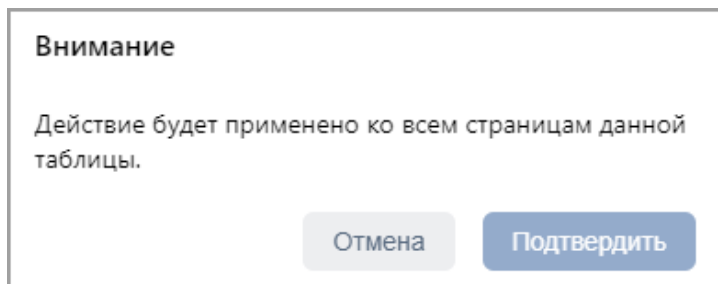 Внимание
Действие будет применено ко всем страницам данной
таблицы.
Отмена
Подтвердить